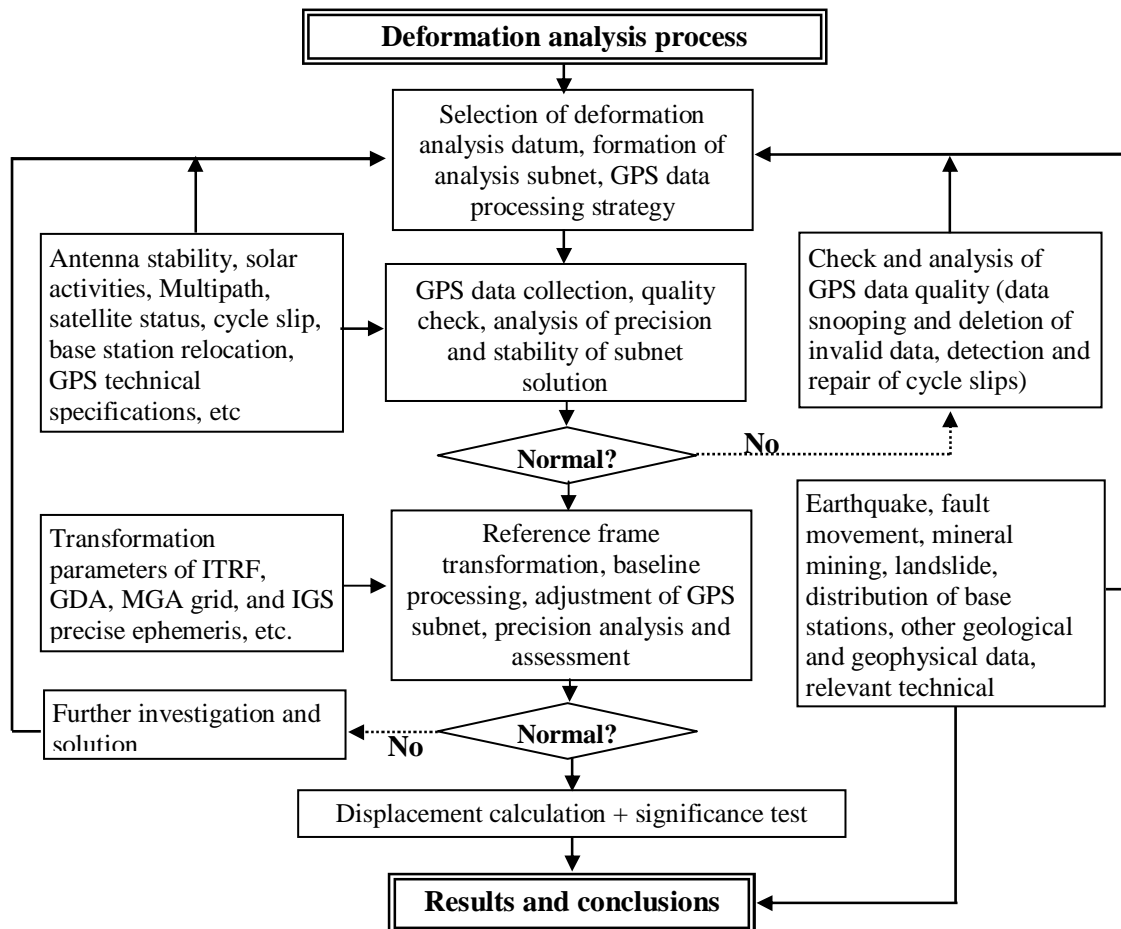 Deformation analysis process
Selection of deformation
analysis datum, formation of
analysis subnet, GPS data
processing strategy
Antenna stability, solar
activities, Multipath,
satellite status, cycle slip,
base station relocation,
GPS technical
specifications, etc
GPS data collection, quality
check, analysis of precision
and stability of subnet
solution
Check and analysis of
GPS data quality (data
snooping and deletion of
invalid data, detection and
repair of cycle slips)
Normal?
No
Transformation
parameters of ITRF,
GDA, MGA grid, and IGS
precise ephemeris, etc.
Reference frame
transformation, baseline
processing, adjustment of GPS
subnet, precision analysis and
assessment
Earthquake, fault
movement, mineral
mining, landslide,
distribution of base
stations, other geological
and geophysical data,
relevant technical
Further investigation and
solution
No
Normal?
Displacement calculation + significance test
Results and conclusions